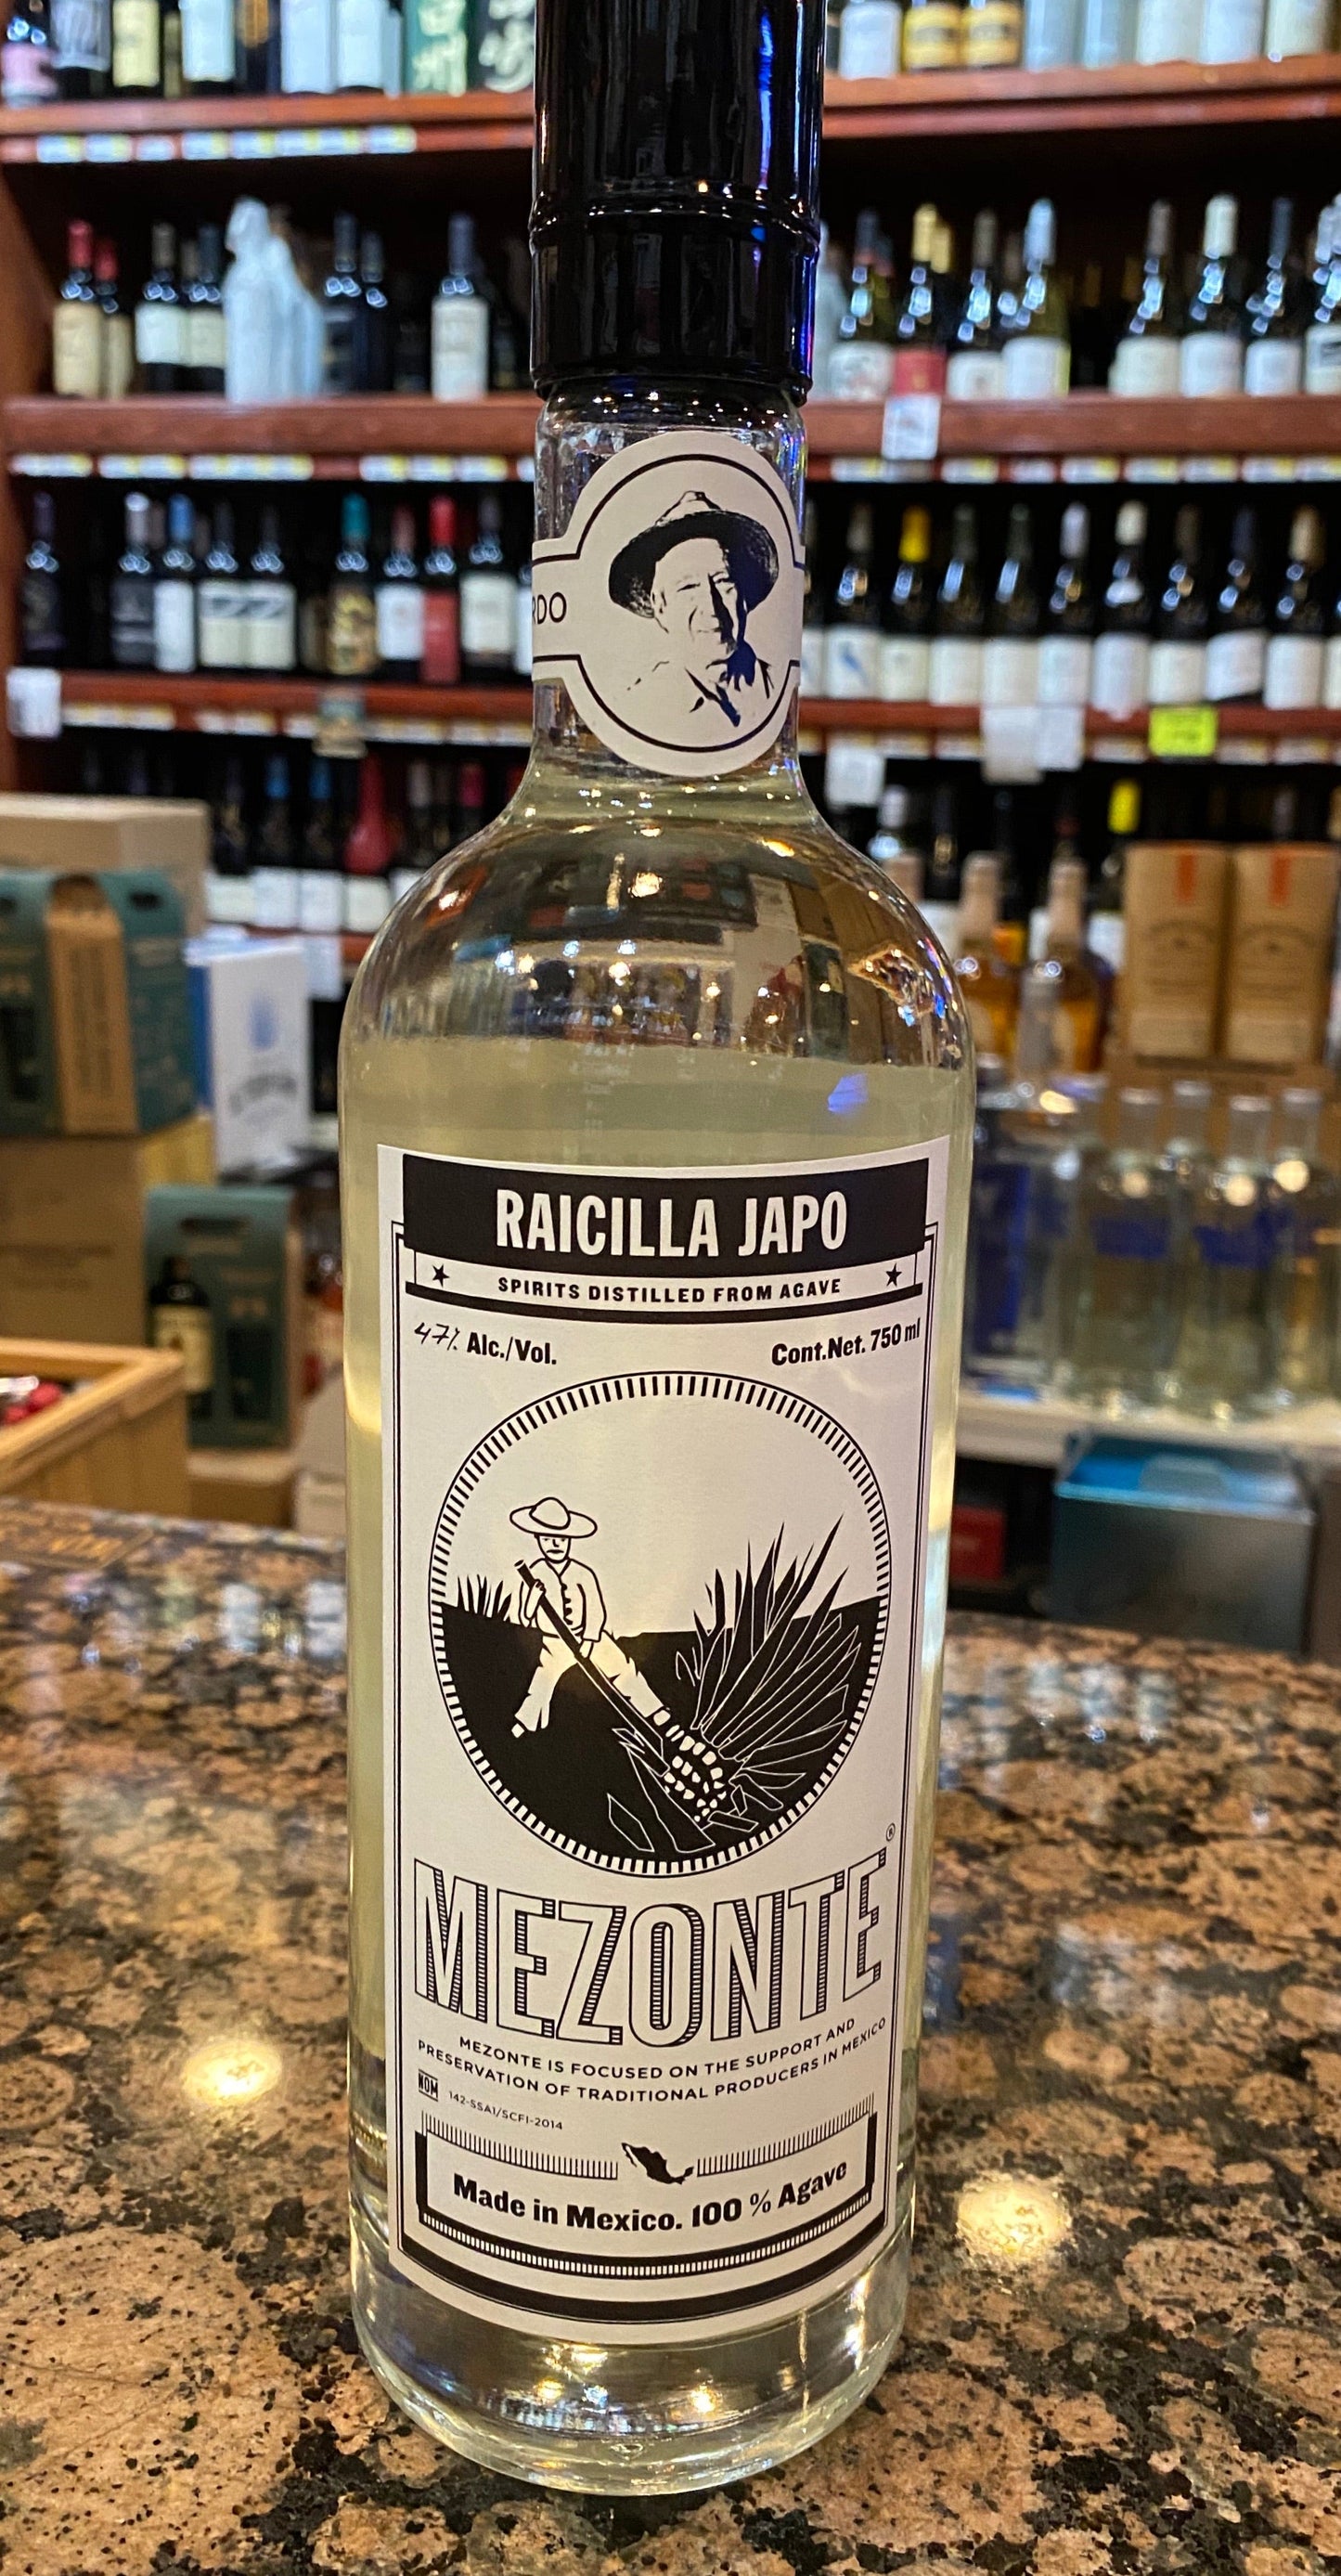 RDO
RAICILLA JAPO
SPIRITS DISTILLED FROM AGAVE
47% Alc./Vol.
Cont.Net. 750 ml
MEZONTE®
MEZONTE IS FOCUSED ON THE SUPPORT AND
PRESERVATION OF TRADITIONAL PRODUCERS IN MEXICO
NOM 142-SSA1/SCFI-2014
Made in Mexico. 100 % Agave